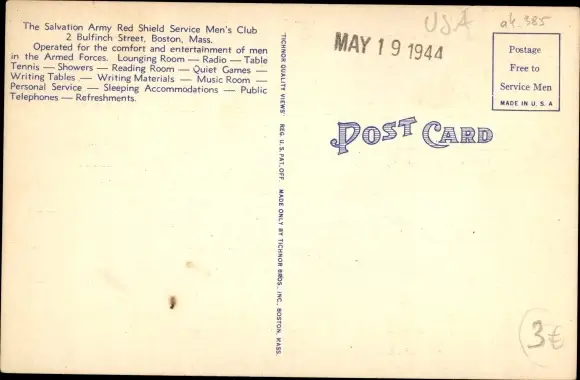 The Salvation Army Red Shield Service Men's Club
2 Bulfinch Street, Boston, Mass.
Operated for the comfort and entertainment of men
in the Armed Forces. Lounging Room — Radio — Table
Tennis — Showers — Reading Room — Quiet Games —
Writing Tables — Writing Materials — Music Room —
Personal Service — Sleeping Accommodations — Public
Telephones — Refreshments.
TICHNOR QUALITY VIEWS REG. U. S. PAT. OFF. MADE ONLY BY TICHNOR BROS. INC., BOSTON, MASS.
MAY 19 1944
USA
ak.385
Postage
Free to
Service Men
MADE IN U. S. A
POST CARD
3€